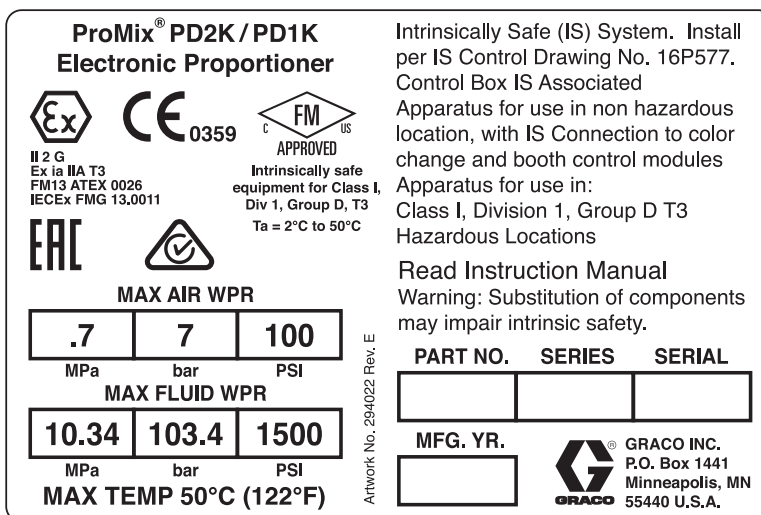 ProMix® PD2K / PD1K
Electronic Proportioner
Ex
CE 0359
FM
C US
APPROVED
II 2 G
Ex ia IIA T3
FM13 ATEX 0026
IECEx FMG 13.0011
Intrinsically safe
equipment for Class I,
Div 1, Group D, T3
Ta = 2°C to 50°C
EAC
MAX AIR WPR
.7 7 100
MPa bar PSI
MAX FLUID WPR
10.34 103.4 1500
MPa bar PSI
MAX TEMP 50°C (122°F)
Artwork No. 294022 Rev. E
Intrinsically Safe (IS) System. Install
per IS Control Drawing No. 16P577.
Control Box IS Associated
Apparatus for use in non hazardous
location, with IS Connection to color
change and booth control modules
Apparatus for use in:
Class I, Division 1, Group D T3
Hazardous Locations
Read Instruction Manual
Warning: Substitution of components
may impair intrinsic safety.
PART NO. SERIES SERIAL
MFG. YR.
G®
GRACO
GRACO INC.
P.O. Box 1441
Minneapolis, MN
55440 U.S.A.